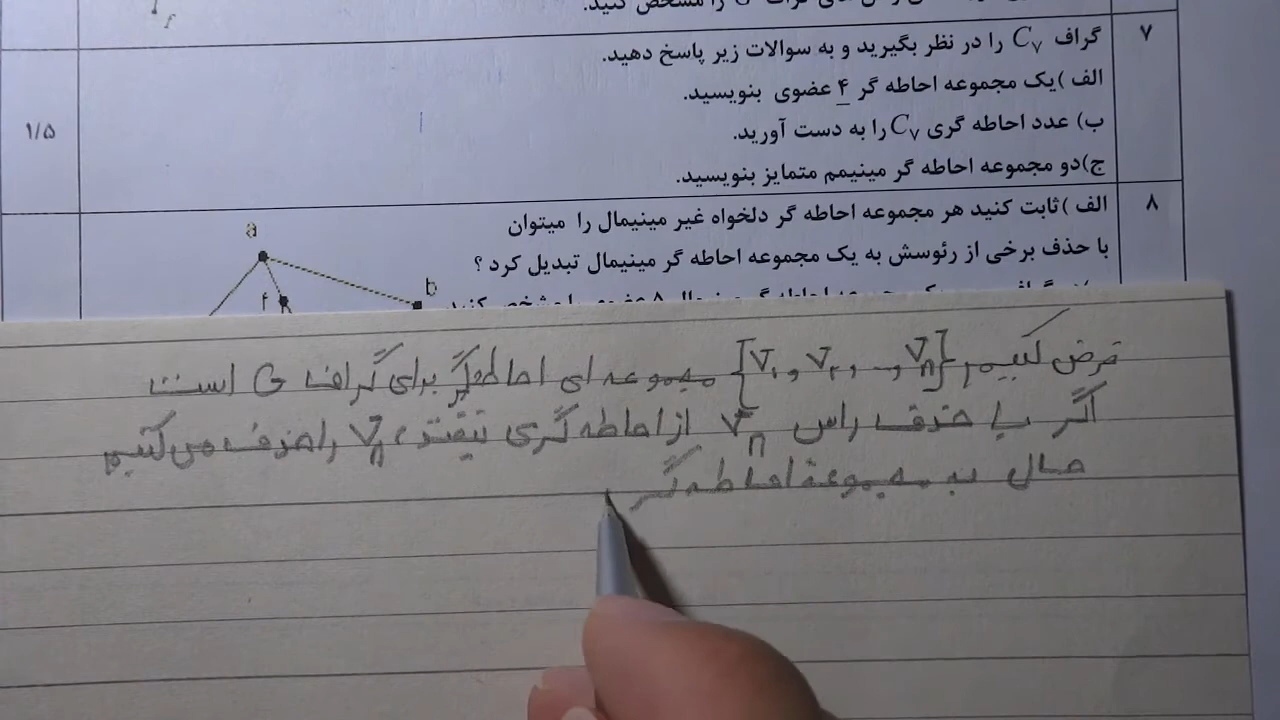 را مشخص کنید.
f
۷
گراف C۷ را در نظر بگیرید و به سوالات زیر پاسخ دهید.
الف )یک مجموعه احاطه گر ۴ عضوی بنویسید.
ب) عدد احاطه گری C۷ را به دست آورید.
ج)دو مجموعه احاطه گر مینیمم متمایز بنویسید.
۱/۵
۸
الف )ثابت کنید هر مجموعه احاطه گر دلخواه غیر مینیمال را میتوان
با حذف برخی از رئوسش به یک مجموعه احاطه گر مینیمال تبدیل کرد ؟
a
b
f
فرض کنیم {V۱, V۲, ..., Vn} مجموعه ای احاطه گر برای گراف G است
اگر با حذف راس Vn از احاطه گری نیفتد، Vn را حذف می کنیم
حال به مجموعه احاطه گر